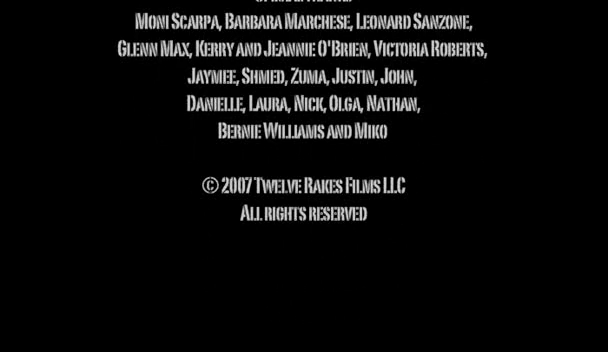 Moni Scarpa, Barbara Marchese, Leonard Sanzone,
Glenn Max, Kerry and Jeannie O'Brien, Victoria Roberts,
Jaymee, Shmed, Zuma, Justin, John,
Danielle, Laura, Nick, Olga, Nathan,
Bernie Williams and Miko
© 2007 Twelve Rakes Films LLC
All rights reserved